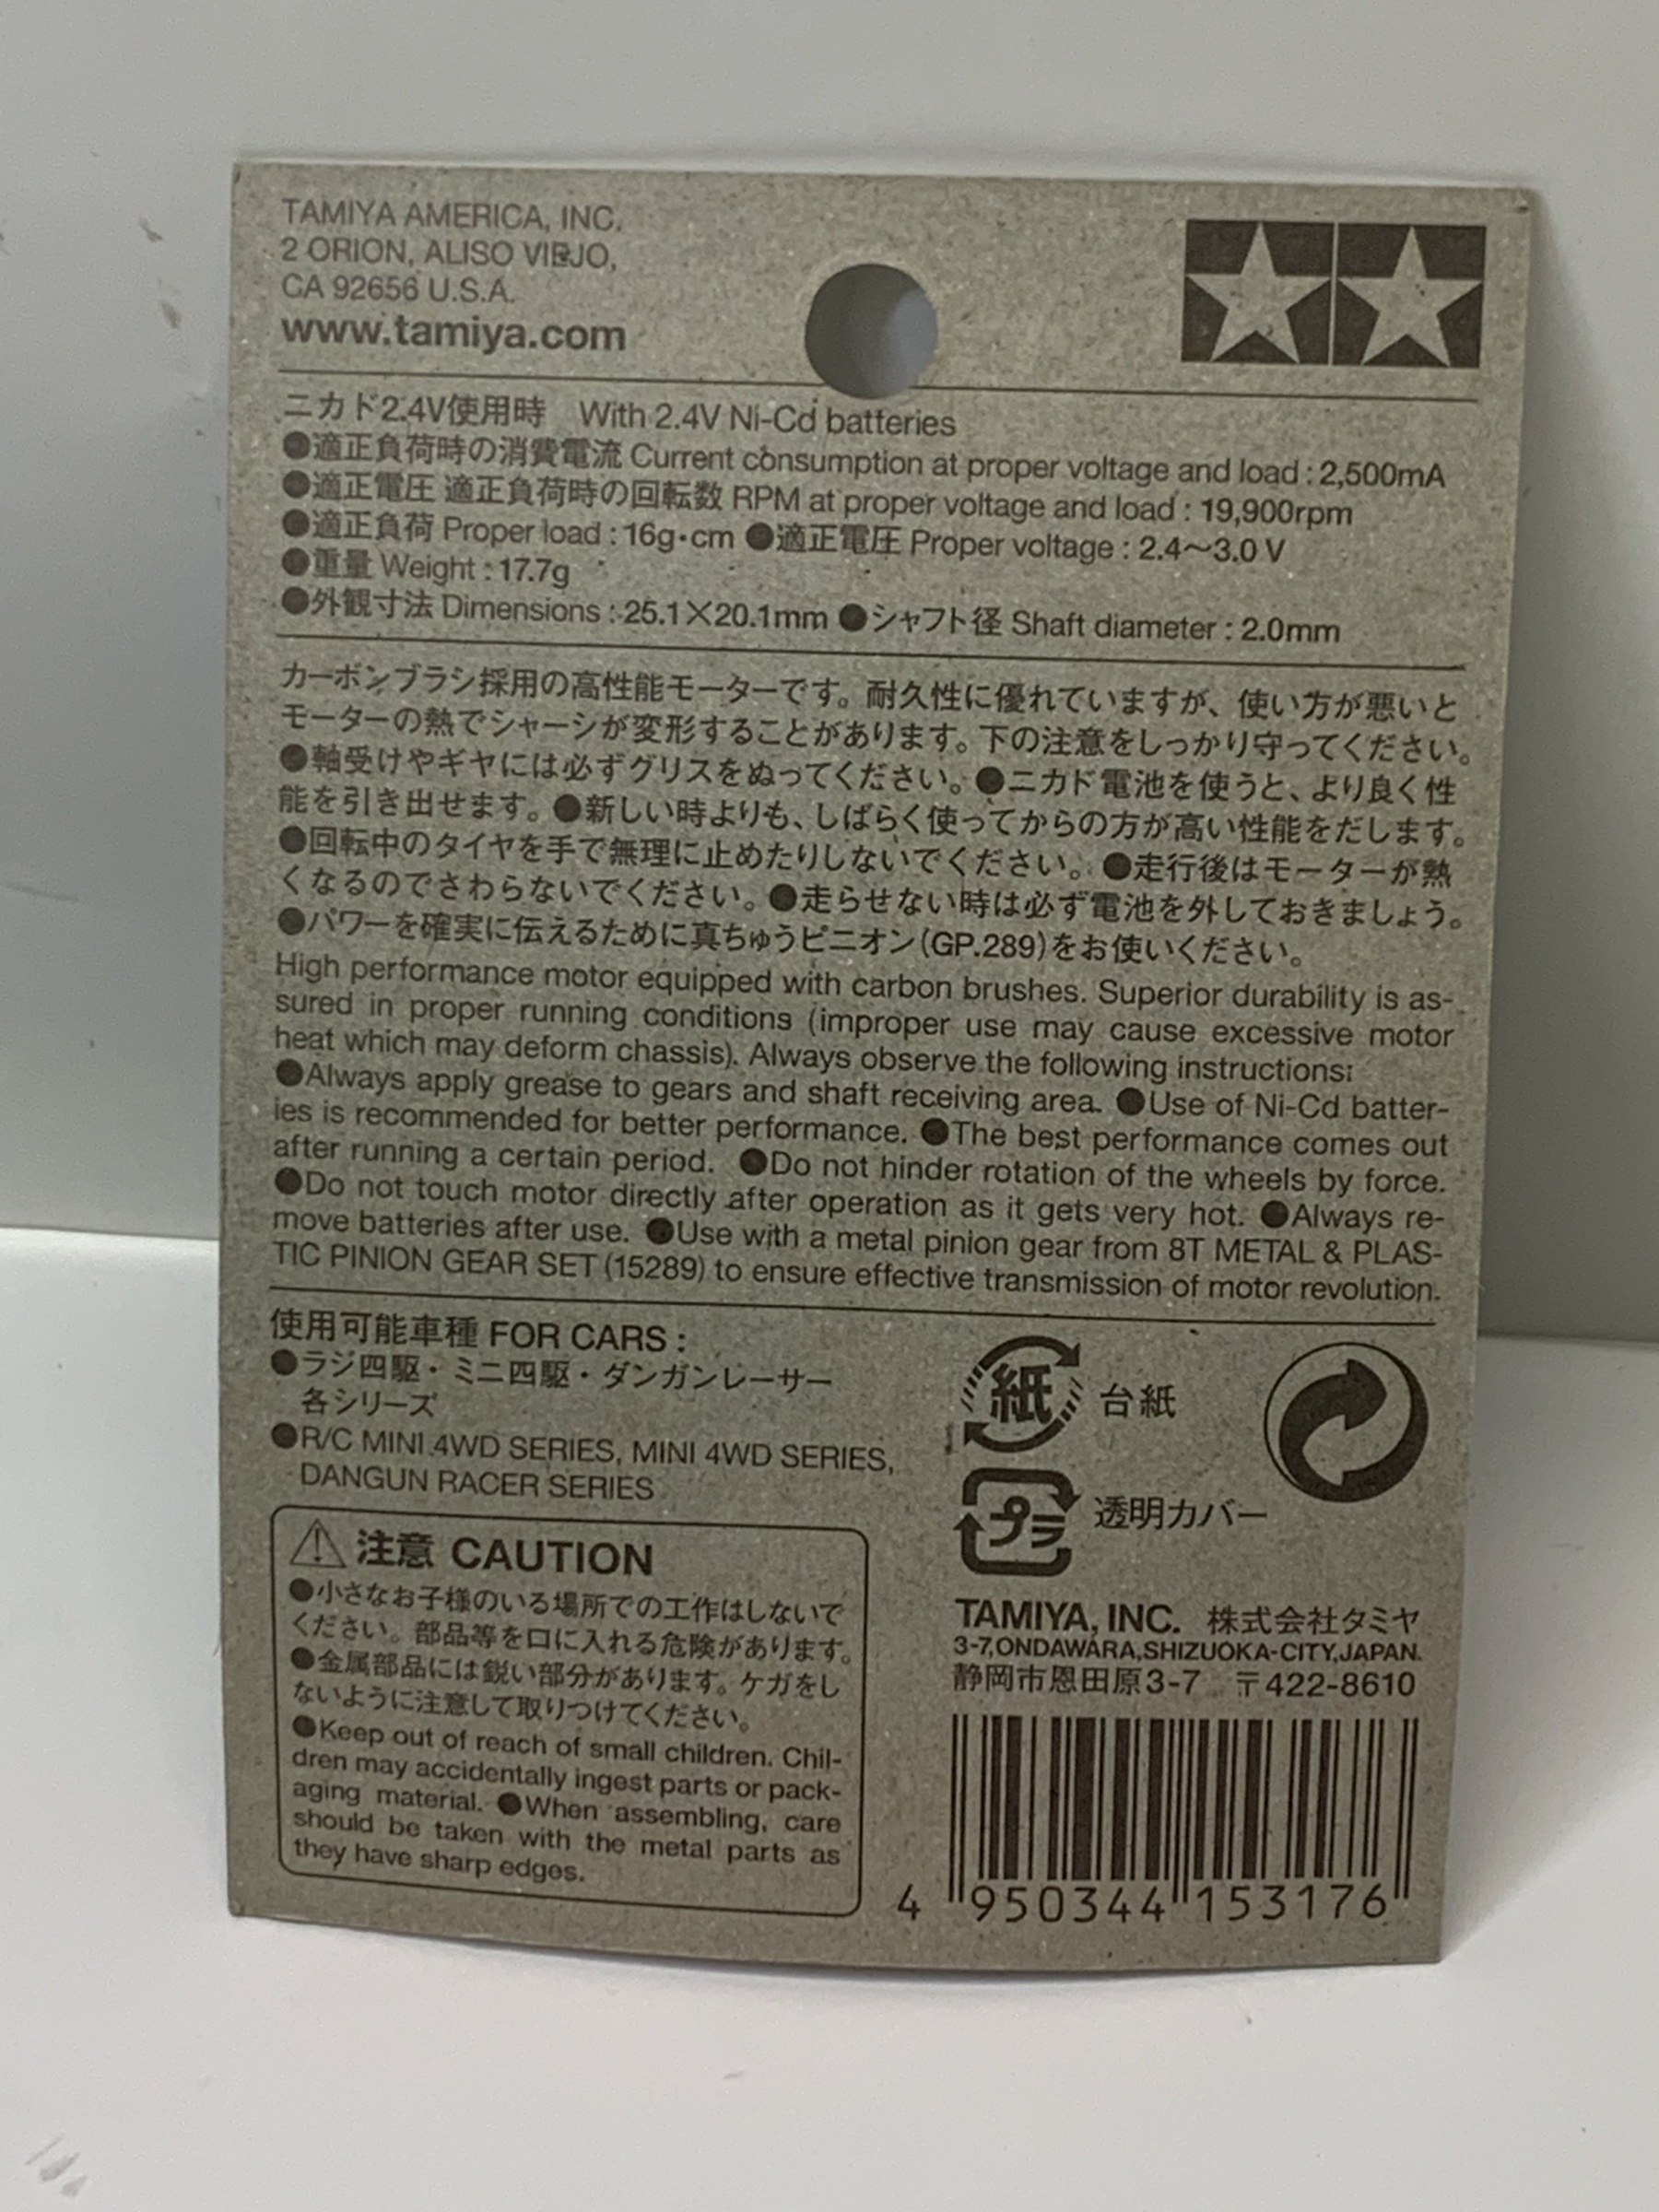 TAMIYA AMERICA, INC.
2 ORION, ALISO VIEJO,
CA 92656 U.S.A.
www.tamiya.com
ニカド2.4V使用時　With 2.4V Ni-Cd batteries
●適正負荷時の消費電流 Current consumption at proper voltage and load : 2,500mA
●適正電圧 適正負荷時の回転数 RPM at proper voltage and load : 19,900rpm
●適正負荷 Proper load : 16g・cm ●適正電圧 Proper voltage : 2.4〜3.0 V
●重量 Weight : 17.7g
●外観寸法 Dimensions : 25.1×20.1mm ●シャフト径 Shaft diameter : 2.0mm
カーボンブラシ採用の高性能モーターです。耐久性に優れていますが、使い方が悪いと
モーターの熱でシャーシが変形することがあります。下の注意をしっかり守ってください。
●軸受けやギヤには必ずグリスをぬってください。●ニカド電池を使うと、より良く性
能を引き出せます。●新しい時よりも、しばらく使ってからの方が高い性能をだします。
●回転中のタイヤを手で無理に止めたりしないでください。●走行後はモーターが熱
くなるのでさわらないでください。●走らせない時は必ず電池を外しておきましょう。
●パワーを確実に伝えるために真ちゅうピニオン(GP.289)をお使いください。
High performance motor equipped with carbon brushes. Superior durability is as-
sured in proper running conditions (improper use may cause excessive motor
heat which may deform chassis). Always observe the following instructions:
●Always apply grease to gears and shaft receiving area. ●Use of Ni-Cd batter-
ies is recommended for better performance. ●The best performance comes out
after running a certain period. ●Do not hinder rotation of the wheels by force.
●Do not touch motor directly after operation as it gets very hot. ●Always re-
move batteries after use. ●Use with a metal pinion gear from 8T METAL & PLAS-
TIC PINION GEAR SET (15289) to ensure effective transmission of motor revolution.
使用可能車種 FOR CARS :
●ラジ四駆・ミニ四駆・ダンガンレーサー
各シリーズ
●R/C MINI 4WD SERIES, MINI 4WD SERIES,
DANGUN RACER SERIES
注意 CAUTION
●小さなお子様のいる場所での工作はしないで
ください。部品等を口に入れる危険があります。
●金属部品には鋭い部分があります。ケガをし
ないように注意して取りつけてください。
●Keep out of reach of small children. Chil-
dren may accidentally ingest parts or pack-
aging material. ●When assembling, care
should be taken with the metal parts as
they have sharp edges.
紙 台紙
プラ 透明カバー
TAMIYA, INC. 株式会社タミヤ
3-7,ONDAWARA,SHIZUOKA-CITY,JAPAN.
静岡市恩田原3-7 〒422-8610
4 950344 153176